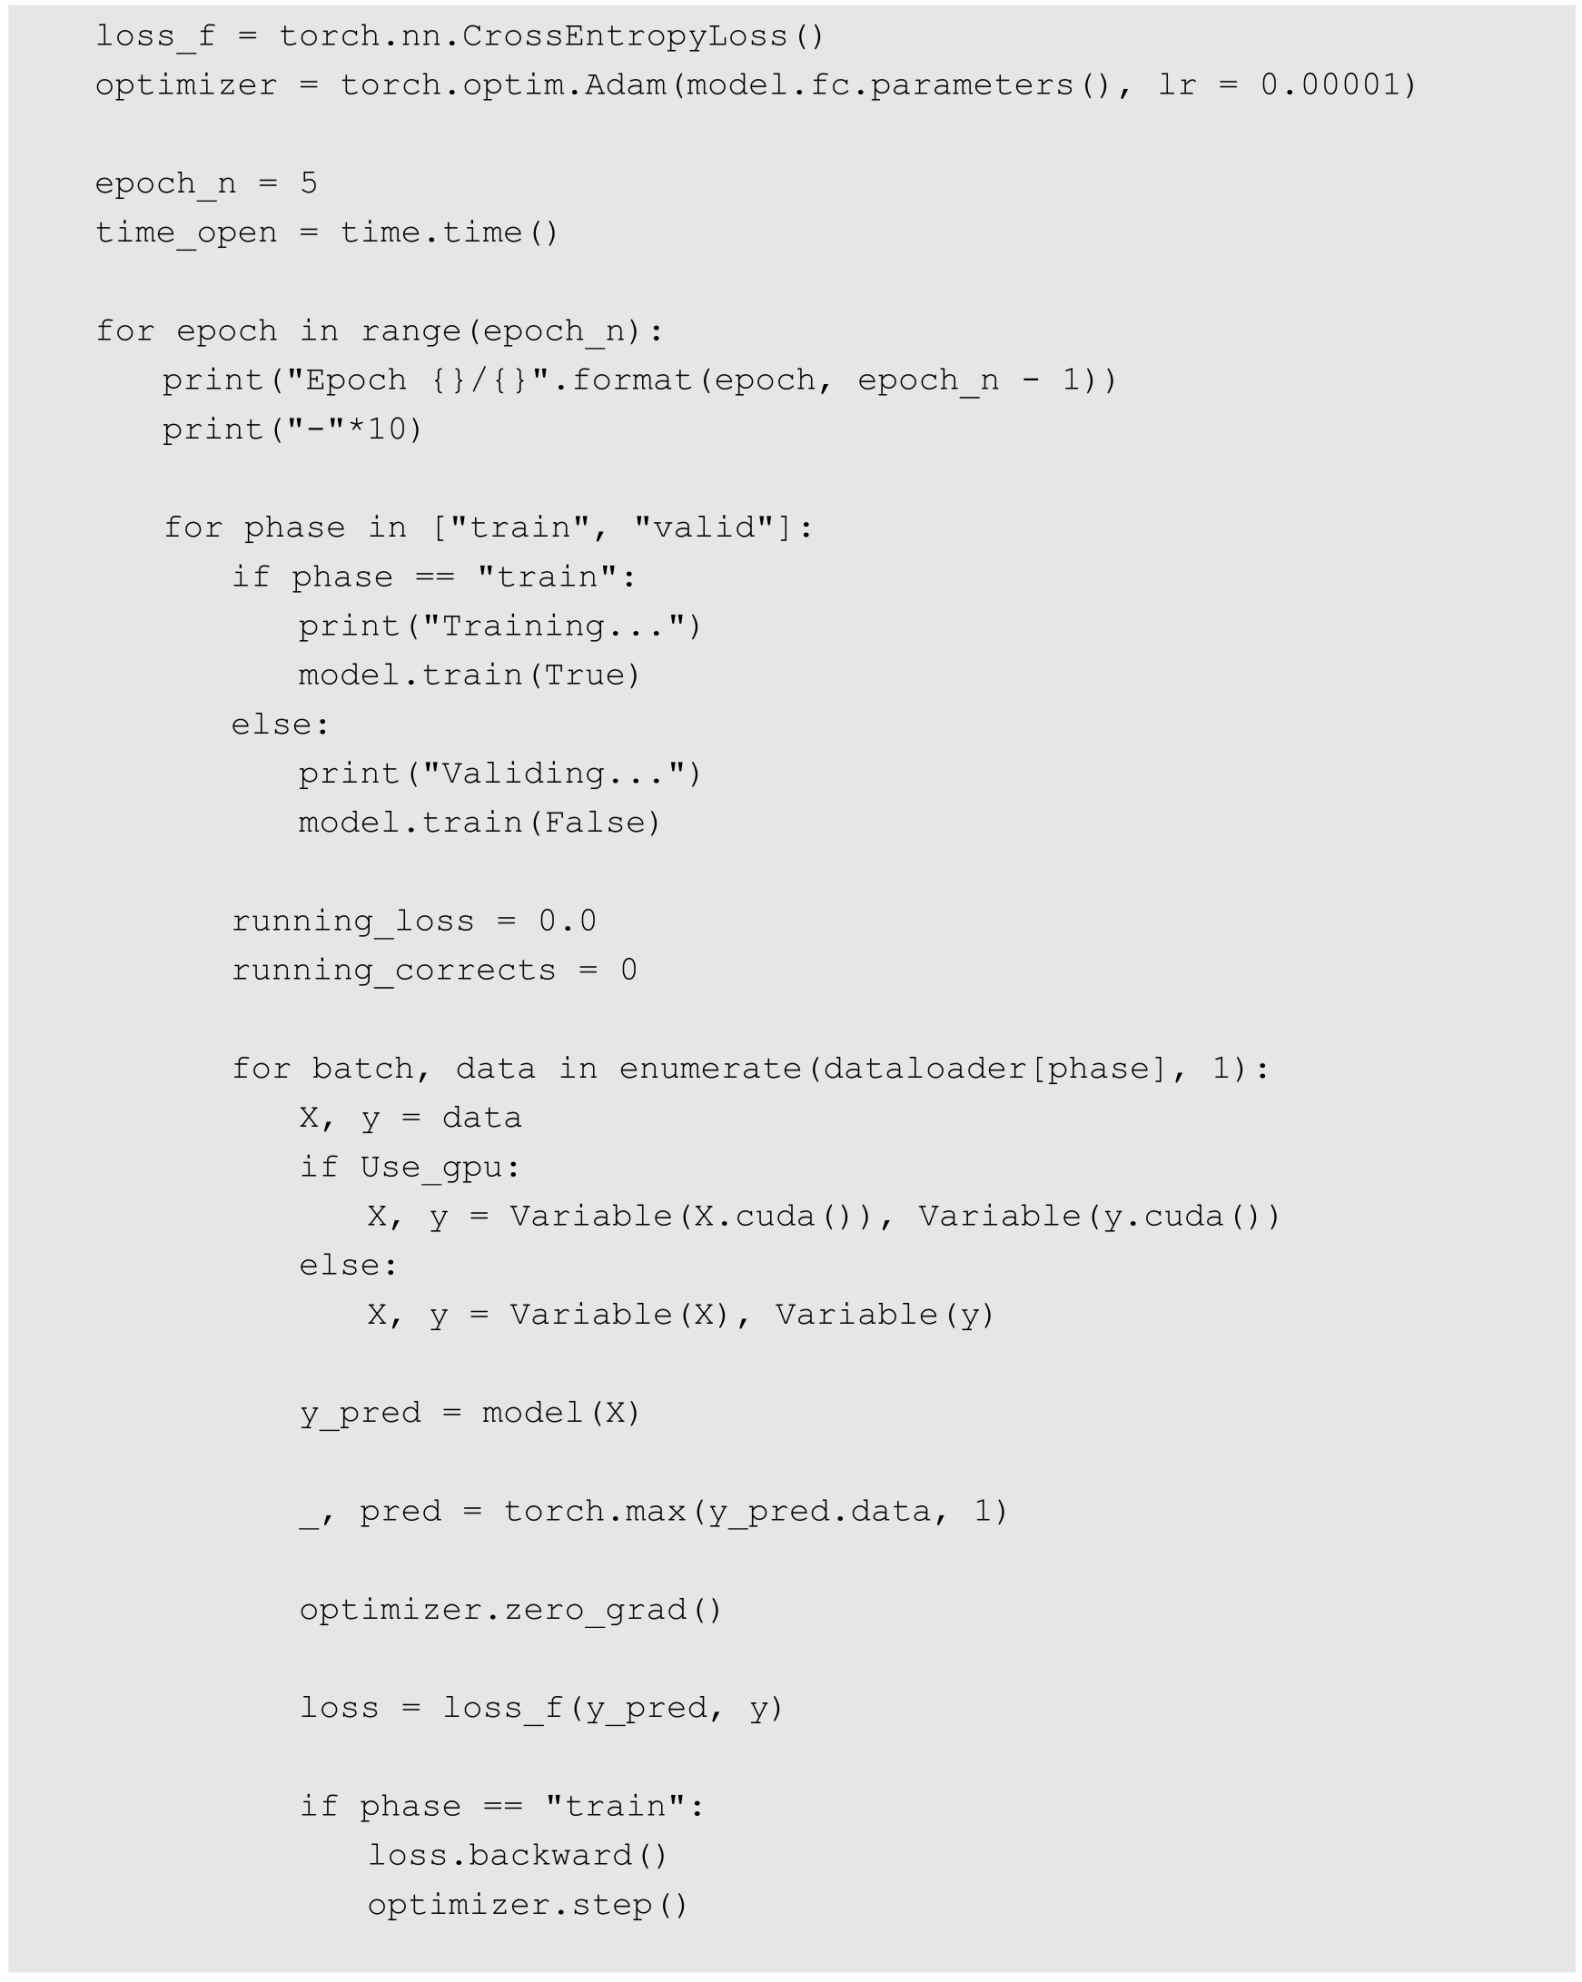 loss_f = torch.nn.CrossEntropyLoss()
optimizer = torch.optim.Adam(model.fc.parameters(), lr = 0.00001)
epoch_n = 5
time_open = time.time()
for epoch in range(epoch_n):
print("Epoch {}/{}".format(epoch, epoch_n - 1))
print("-"*10)
for phase in ["train", "valid"]:
if phase == "train":
print("Training...")
model.train(True)
else:
print("Validing...")
model.train(False)
running_loss = 0.0
running_corrects = 0
for batch, data in enumerate(dataloader[phase], 1):
X, y = data
if Use_gpu:
X, y = Variable(X.cuda()), Variable(y.cuda())
else:
X, y = Variable(X), Variable(y)
y_pred = model(X)
_, pred = torch.max(y_pred.data, 1)
optimizer.zero_grad()
loss = loss_f(y_pred, y)
if phase == "train":
loss.backward()
optimizer.step()